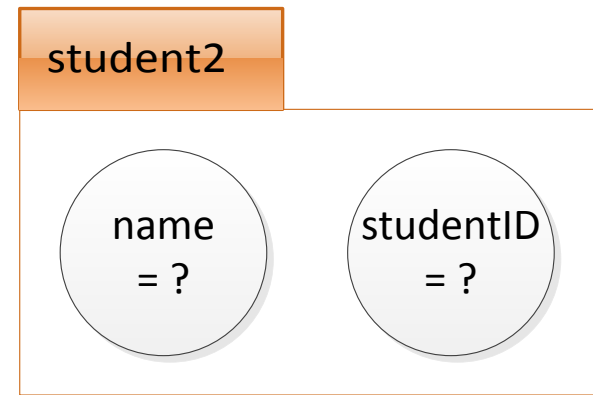 student2
name
= ?
studentID
= ?